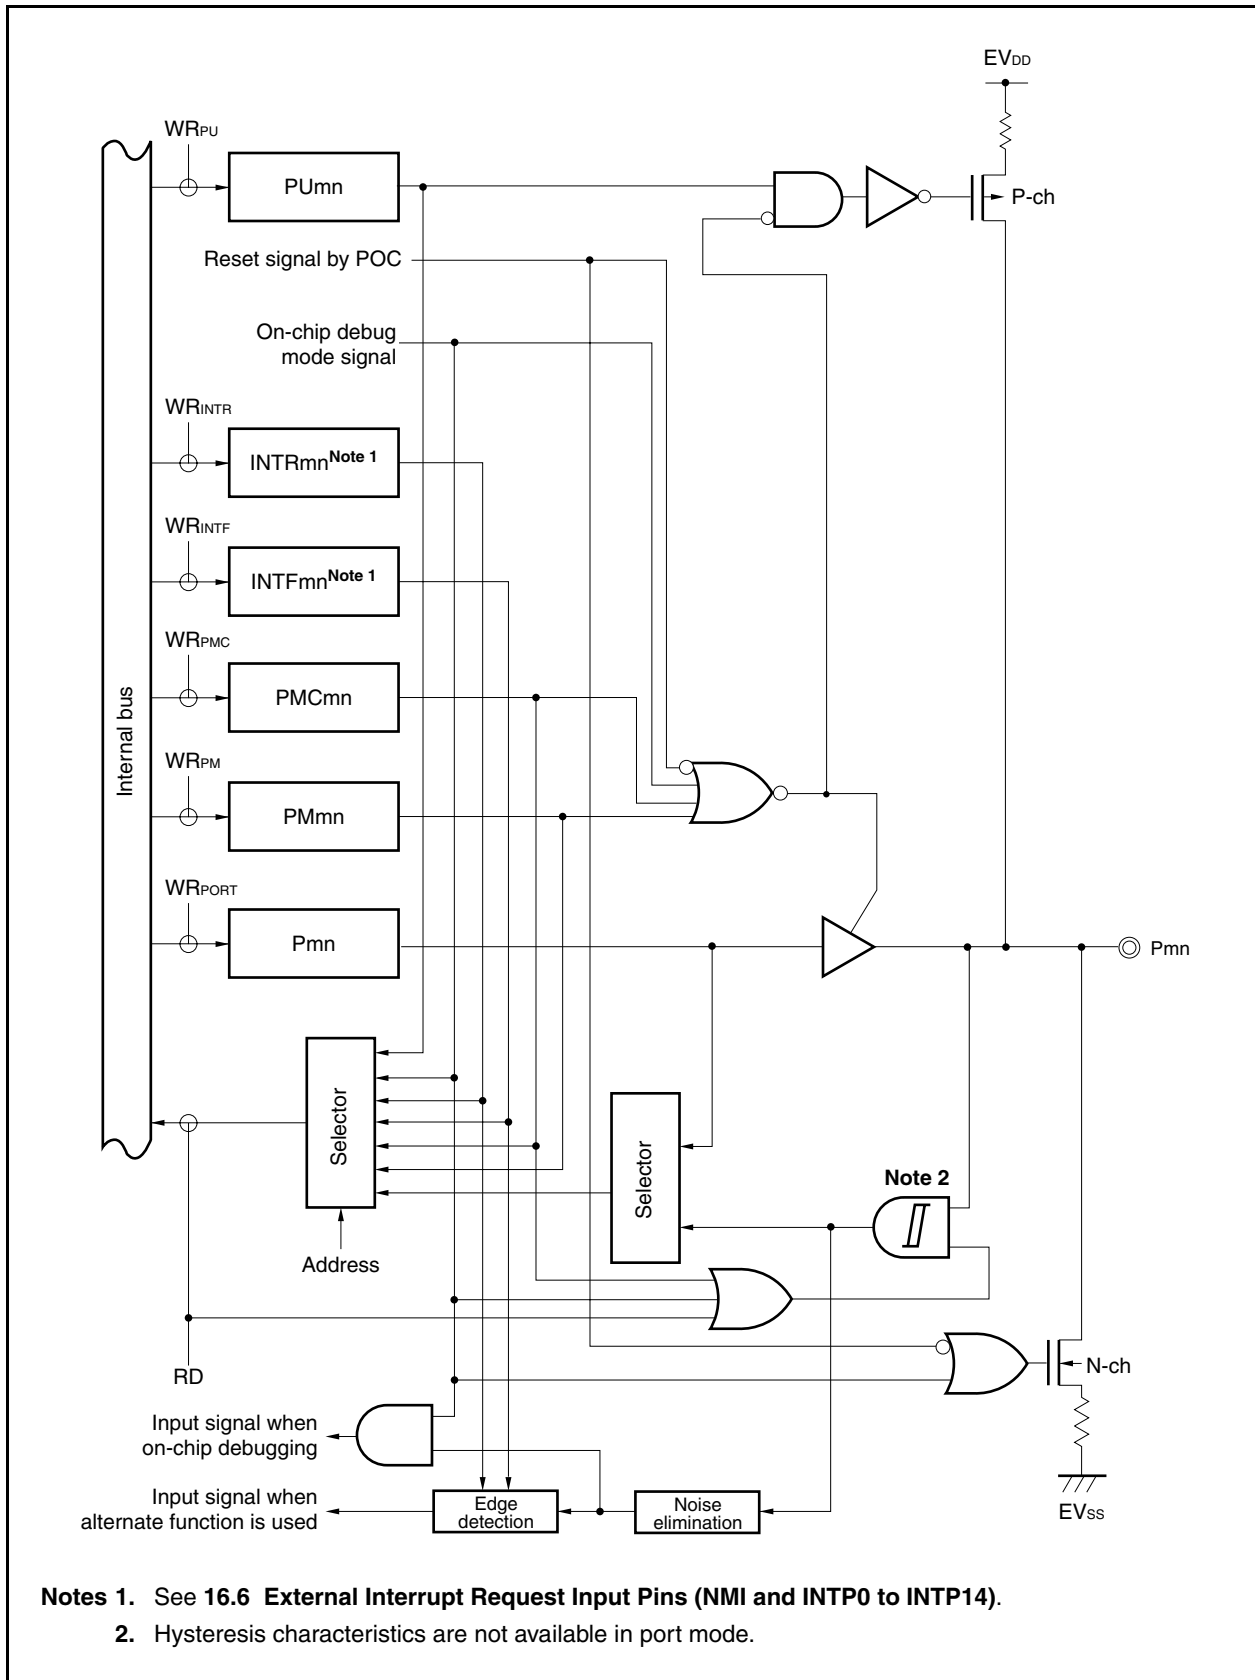 EVDD
WRPU
PUmn
P-ch
Reset signal by POC
On-chip debug
mode signal
WRINTR
INTRmnNote 1
WRINTF
INTFmnNote 1
WRPMC
PMCmn
Internal bus
WRPM
PMmn
WRPORT
Pmn
Pmn
Selector
Selector
Note 2
Address
RD
N-ch
Input signal when
on-chip debugging
Input signal when
alternate function is used
Edge
detection
Noise
elimination
EVSS
Notes 1. See 16.6 External Interrupt Request Input Pins (NMI and INTP0 to INTP14).
2. Hysteresis characteristics are not available in port mode.